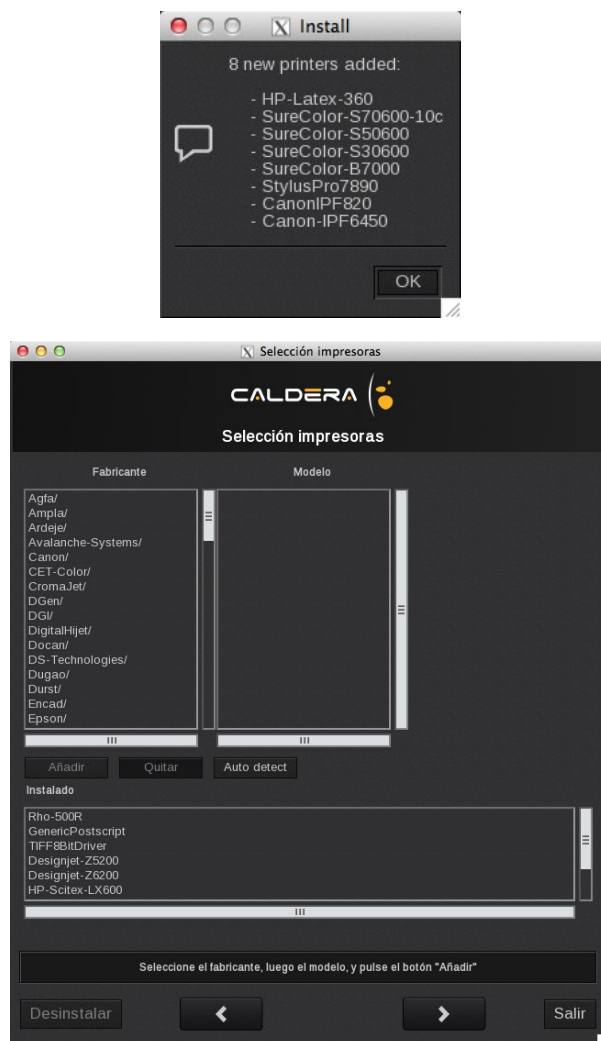 Install
8 new printers added:
- HP-Latex-360
- SureColor-S70600-10c
- SureColor-S50600
- SureColor-S30600
- SureColor-B7000
- StylusPro7890
- CanonIPF820
- Canon-IPF6450
OK
Selección impresoras
CALDERA
Selección impresoras
Fabricante
Modelo
Agfa/
Ampla/
Ardeje/
Avalanche-Systems/
Canon/
CET-Color/
CromaJet/
DGen/
DGI/
DigitalHijet/
Docan/
DS-Technologies/
Dugao/
Durst/
Encad/
Epson/
Añadir Quitar Auto detect
Instalado
Rho-500R
GenericPostscript
TIFF8BitDriver
Designjet-Z5200
Designjet-Z6200
HP-Scitex-LX600
Seleccione el fabricante, luego el modelo, y pulse el botón "Añadir"
Desinstalar Salir